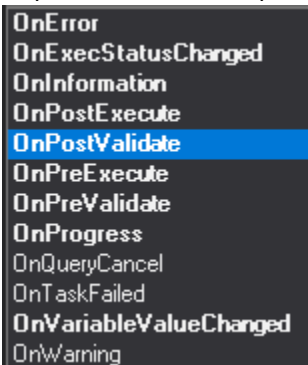 OnError
OnExecStatusChanged
OnInformation
OnPostExecute
OnPostValidate
OnPreExecute
OnPreValidate
OnProgress
OnQueryCancel
OnTaskFailed
OnVariableValueChanged
OnWarning